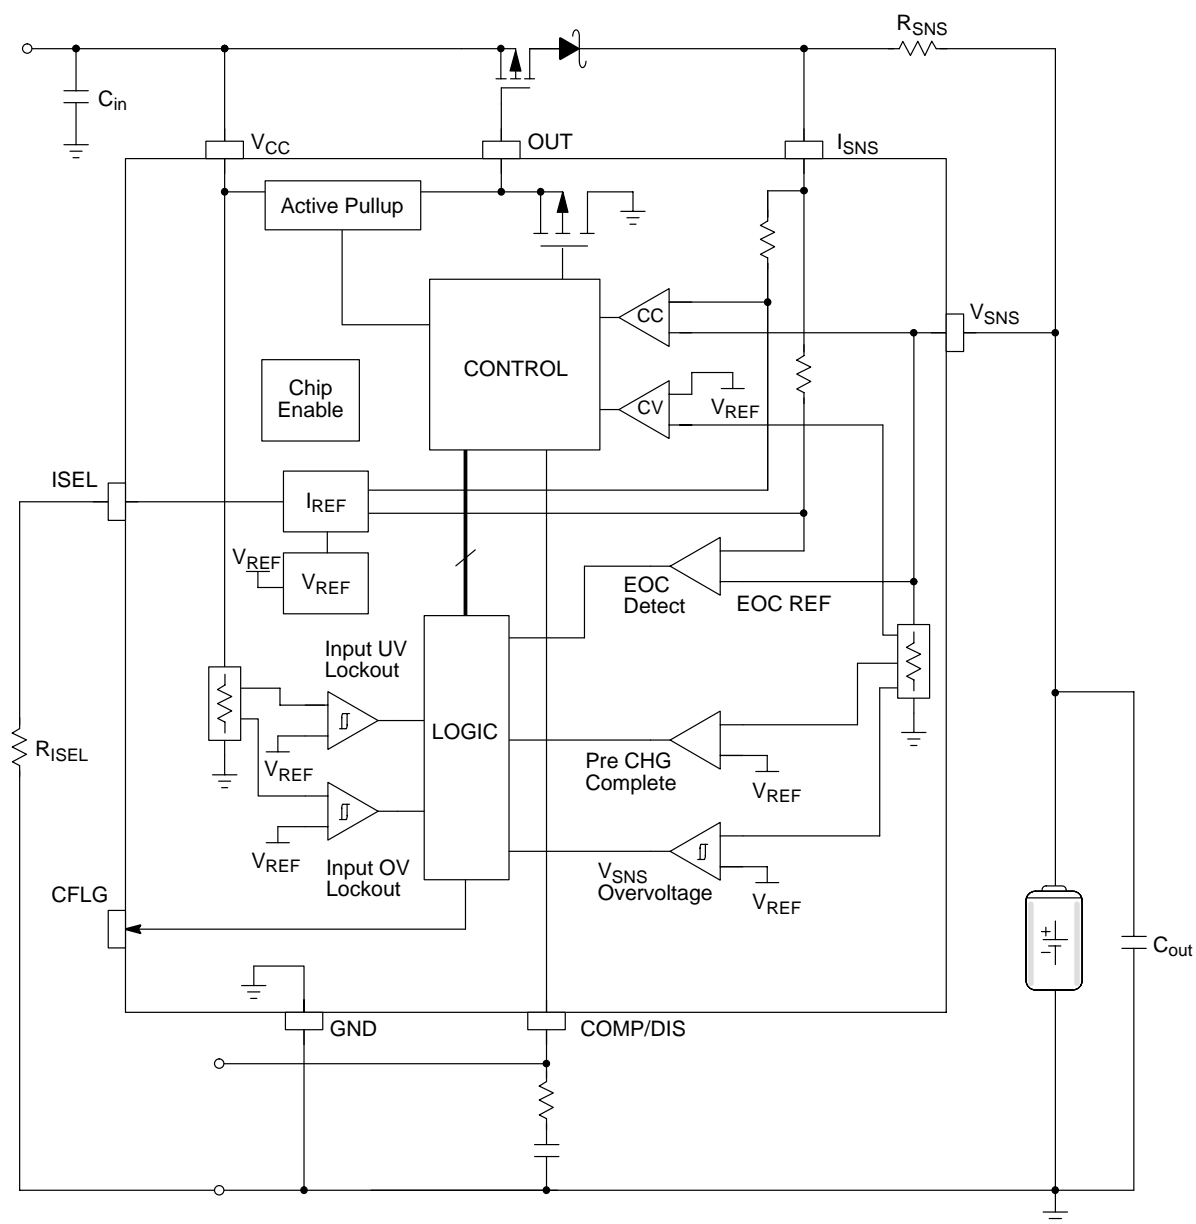 R_SNS
C_in
V_CC
OUT
I_SNS
Active Pullup
CC
V_SNS
CONTROL
Chip
Enable
CV
V_REF
ISEL
I_REF
V_REF
V_REF
EOC
Detect
EOC REF
Input UV
Lockout
LOGIC
R_ISEL
V_REF
Pre CHG
Complete
V_REF
V_REF
Input OV
Lockout
V_SNS
Overvoltage
V_REF
CFLG
+
−
C_out
GND
COMP/DIS